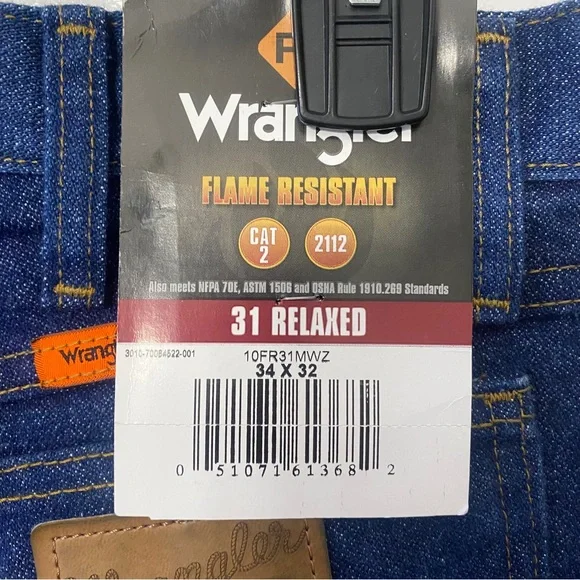 Wrangler
FLAME RESISTANT
CAT
2
2112
Also meets NFPA 70E, ASTM 1506 and OSHA Rule 1910.269 Standards
31 RELAXED
Wrangl
3010-70084522-001
10FR31MWZ
34 X 32
0 51071 61368 2
Wrangler